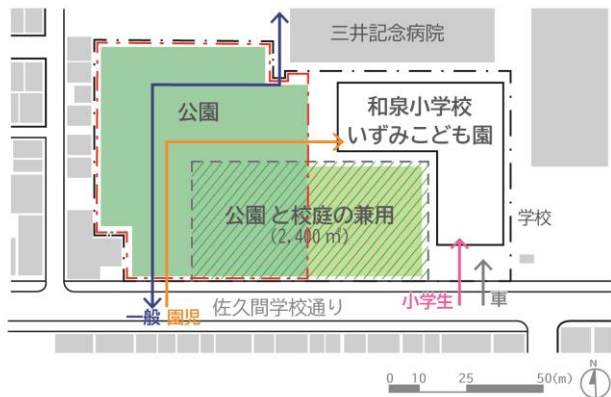 三井記念病院
公園
和泉小学校
いずみこども園
公園と校庭の兼用
(2,400㎡)
学校
一般 園児
佐久間学校通り
小学生
車
0 10 25 50(m)
N